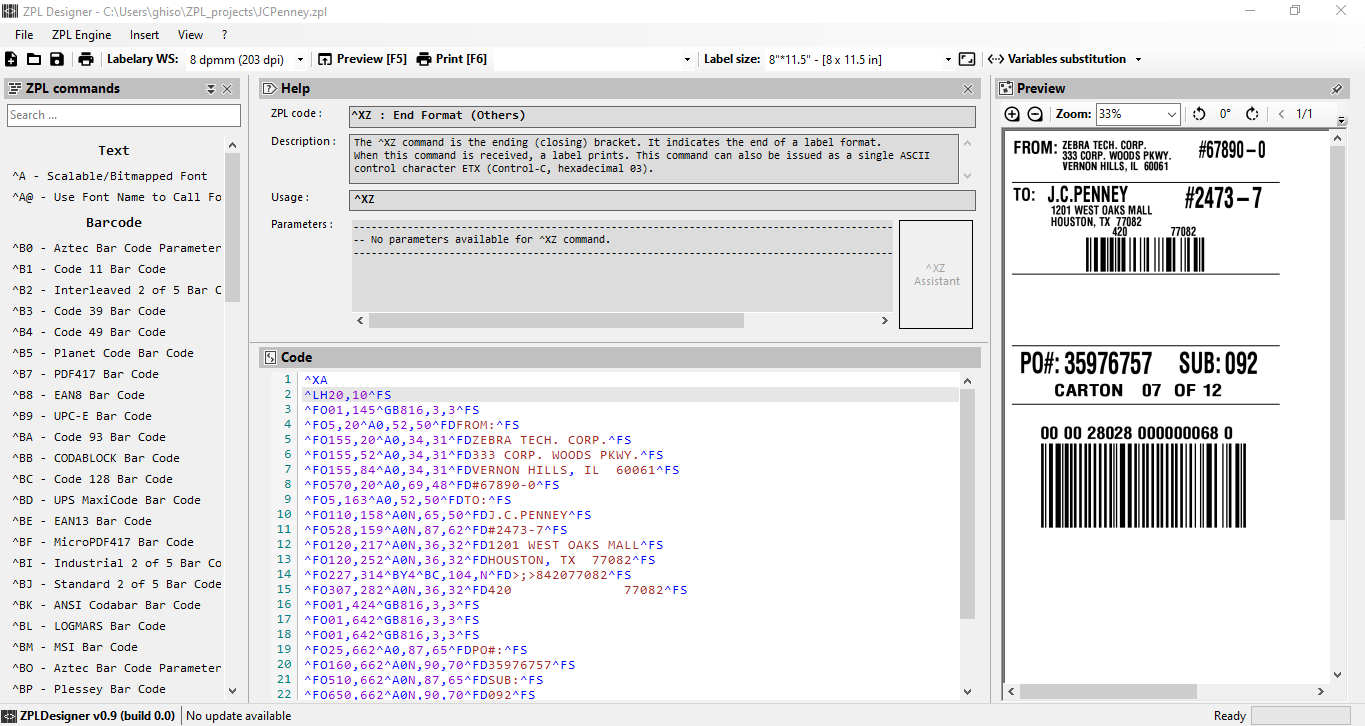 ZPL Designer - C:\Users\ghiso\ZPL_projects\JCPenney.zpl
File ZPL Engine Insert View ?
Labelary WS: 8 dpmm (203 dpi) Preview [F5] Print [F6] Label size: 8"*11.5" - [8 x 11.5 in] Variables substitution
ZPL commands
Search ...
Text
^A - Scalable/Bitmapped Font
^A@ - Use Font Name to Call Fo
Barcode
^B0 - Aztec Bar Code Parameter
^B1 - Code 11 Bar Code
^B2 - Interleaved 2 of 5 Bar C
^B3 - Code 39 Bar Code
^B4 - Code 49 Bar Code
^B5 - Planet Code Bar Code
^B7 - PDF417 Bar Code
^B8 - EAN8 Bar Code
^B9 - UPC-E Bar Code
^BA - Code 93 Bar Code
^BB - CODABLOCK Bar Code
^BC - Code 128 Bar Code
^BD - UPS MaxiCode Bar Code
^BE - EAN13 Bar Code
^BF - MicroPDF417 Bar Code
^BI - Industrial 2 of 5 Bar Co
^BJ - Standard 2 of 5 Bar Code
^BK - ANSI Codabar Bar Code
^BL - LOGMARS Bar Code
^BM - MSI Bar Code
^BO - Aztec Bar Code Parameter
^BP - Plessey Bar Code
Help
ZPL code : ^XZ : End Format (Others)
Description : The ^XZ command is the ending (closing) bracket. It indicates the end of a label format.
When this command is received, a label prints. This command can also be issued as a single ASCII
control character ETX (Control-C, hexadecimal 03).
Usage : ^XZ
Parameters :
-- No parameters available for ^XZ command.
^XZ
Assistant
Code
1 ^XA
2 ^LH20,10^FS
3 ^FO01,145^GB816,3,3^FS
4 ^FO5,20^A0,52,50^FDFROM:^FS
5 ^FO155,20^A0,34,31^FDZEBRA TECH. CORP.^FS
6 ^FO155,52^A0,34,31^FD333 CORP. WOODS PKWY.^FS
7 ^FO155,84^A0,34,31^FDVERNON HILLS, IL  60061^FS
8 ^FO570,20^A0,69,48^FD#67890-0^FS
9 ^FO5,163^A0,52,50^FDTO:^FS
10 ^FO110,158^A0N,65,50^FDJ.C.PENNEY^FS
11 ^FO528,159^A0N,87,62^FD#2473-7^FS
12 ^FO120,217^A0N,36,32^FD1201 WEST OAKS MALL^FS
13 ^FO120,252^A0N,36,32^FDHOUSTON, TX  77082^FS
14 ^FO227,314^BY4^BC,104,N^FD>;>842077082^FS
15 ^FO307,282^A0N,36,32^FD420               77082^FS
16 ^FO01,424^GB816,3,3^FS
17 ^FO01,642^GB816,3,3^FS
18 ^FO01,642^GB816,3,3^FS
19 ^FO25,662^A0,87,65^FDPO#:^FS
20 ^FO160,662^A0N,90,70^FD35976757^FS
21 ^FO510,662^A0N,87,65^FDSUB:^FS
22 ^FO650,662^A0N,90,70^FD092^FS
Preview
Zoom: 33% 0° 1/1
FROM: ZEBRA TECH. CORP. #67890-0
333 CORP. WOODS PKWY.
VERNON HILLS, IL 60061
TO: J.C.PENNEY #2473-7
1201 WEST OAKS MALL
HOUSTON, TX 77082
420 77082
PO#: 35976757 SUB: 092
CARTON 07 OF 12
00 00 28028 000000068 0
ZPLDesigner v0.9 (build 0.0) No update available Ready